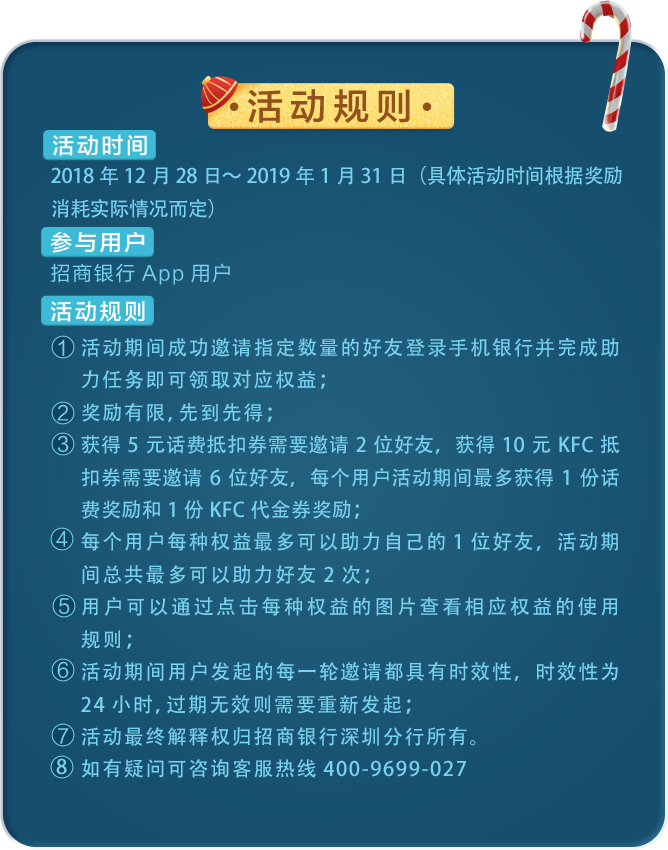 ·活动规则·
活动时间
2018 年 12 月 28 日～ 2019 年 1 月 31 日（具体活动时间根据奖励
消耗实际情况而定）
参与用户
招商银行 App 用户
活动规则
① 活动期间成功邀请指定数量的好友登录手机银行并完成助
力任务即可领取对应权益；
② 奖励有限, 先到先得；
③ 获得 5 元话费抵扣券需要邀请 2 位好友，获得 10 元 KFC 抵
扣券需要邀请 6 位好友，每个用户活动期间最多获得 1 份话
费奖励和 1 份 KFC 代金券奖励；
④ 每个用户每种权益最多可以助力自己的 1 位好友，活动期
间总共最多可以助力好友 2 次；
⑤ 用户可以通过点击每种权益的图片查看相应权益的使用
规则；
⑥ 活动期间用户发起的每一轮邀请都具有时效性，时效性为
24 小时, 过期无效则需要重新发起；
⑦ 活动最终解释权归招商银行深圳分行所有。
⑧ 如有疑问可咨询客服热线 400-9699-027